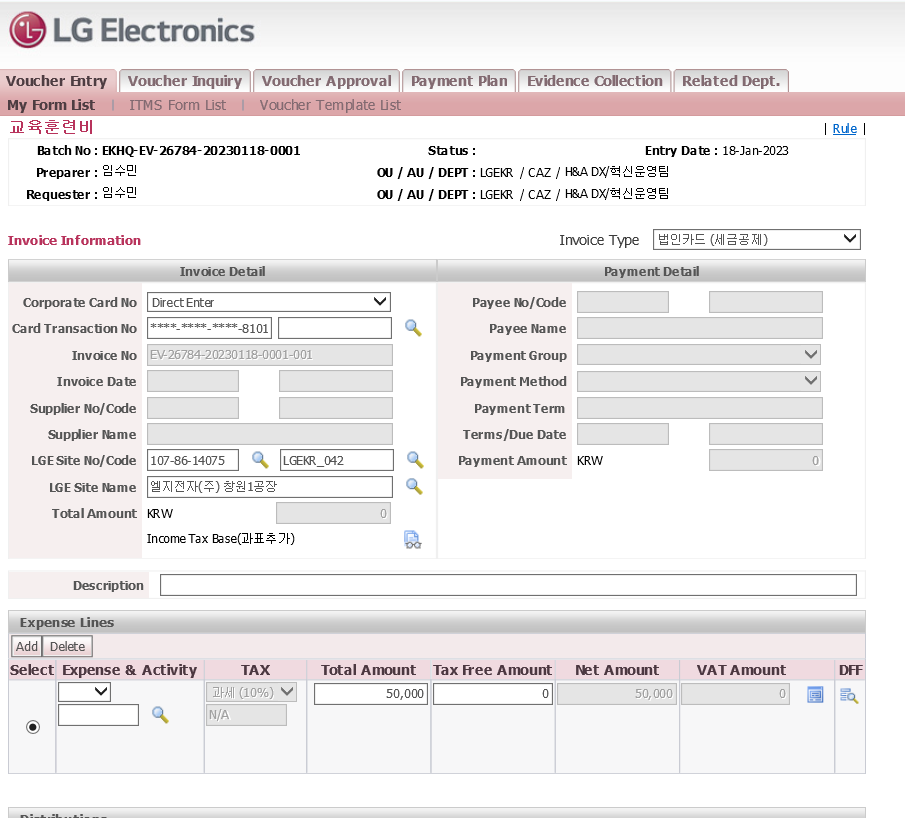 LG Electronics
Voucher Entry Voucher Inquiry Voucher Approval Payment Plan Evidence Collection Related Dept.
My Form List | ITMS Form List | Voucher Template List
교육훈련비 | Rule |
Batch No : EKHQ-EV-26784-20230118-0001 Status : Entry Date : 18-Jan-2023
Preparer : 임수민 OU / AU / DEPT : LGEKR / CAZ / H&A DX/혁신운영팀
Requester : 임수민 OU / AU / DEPT : LGEKR / CAZ / H&A DX/혁신운영팀
Invoice Information Invoice Type 법인카드 (세금공제)
Invoice Detail Payment Detail
Corporate Card No Direct Enter Payee No/Code
Card Transaction No ****-****-****-8101 Payee Name
Invoice No EV-26784-20230118-0001-001 Payment Group
Invoice Date Payment Method
Supplier No/Code Payment Term
Supplier Name Terms/Due Date
LGE Site No/Code 107-86-14075 LGEKR_042 Payment Amount KRW 0
LGE Site Name 엘지전자(주) 창원1공장
Total Amount KRW 0
Income Tax Base(과표추가)
Description
Expense Lines
Add Delete
Select Expense & Activity TAX Total Amount Tax Free Amount Net Amount VAT Amount DFF
과세 (10%) 50,000 0 50,000 0
N/A
Distributions